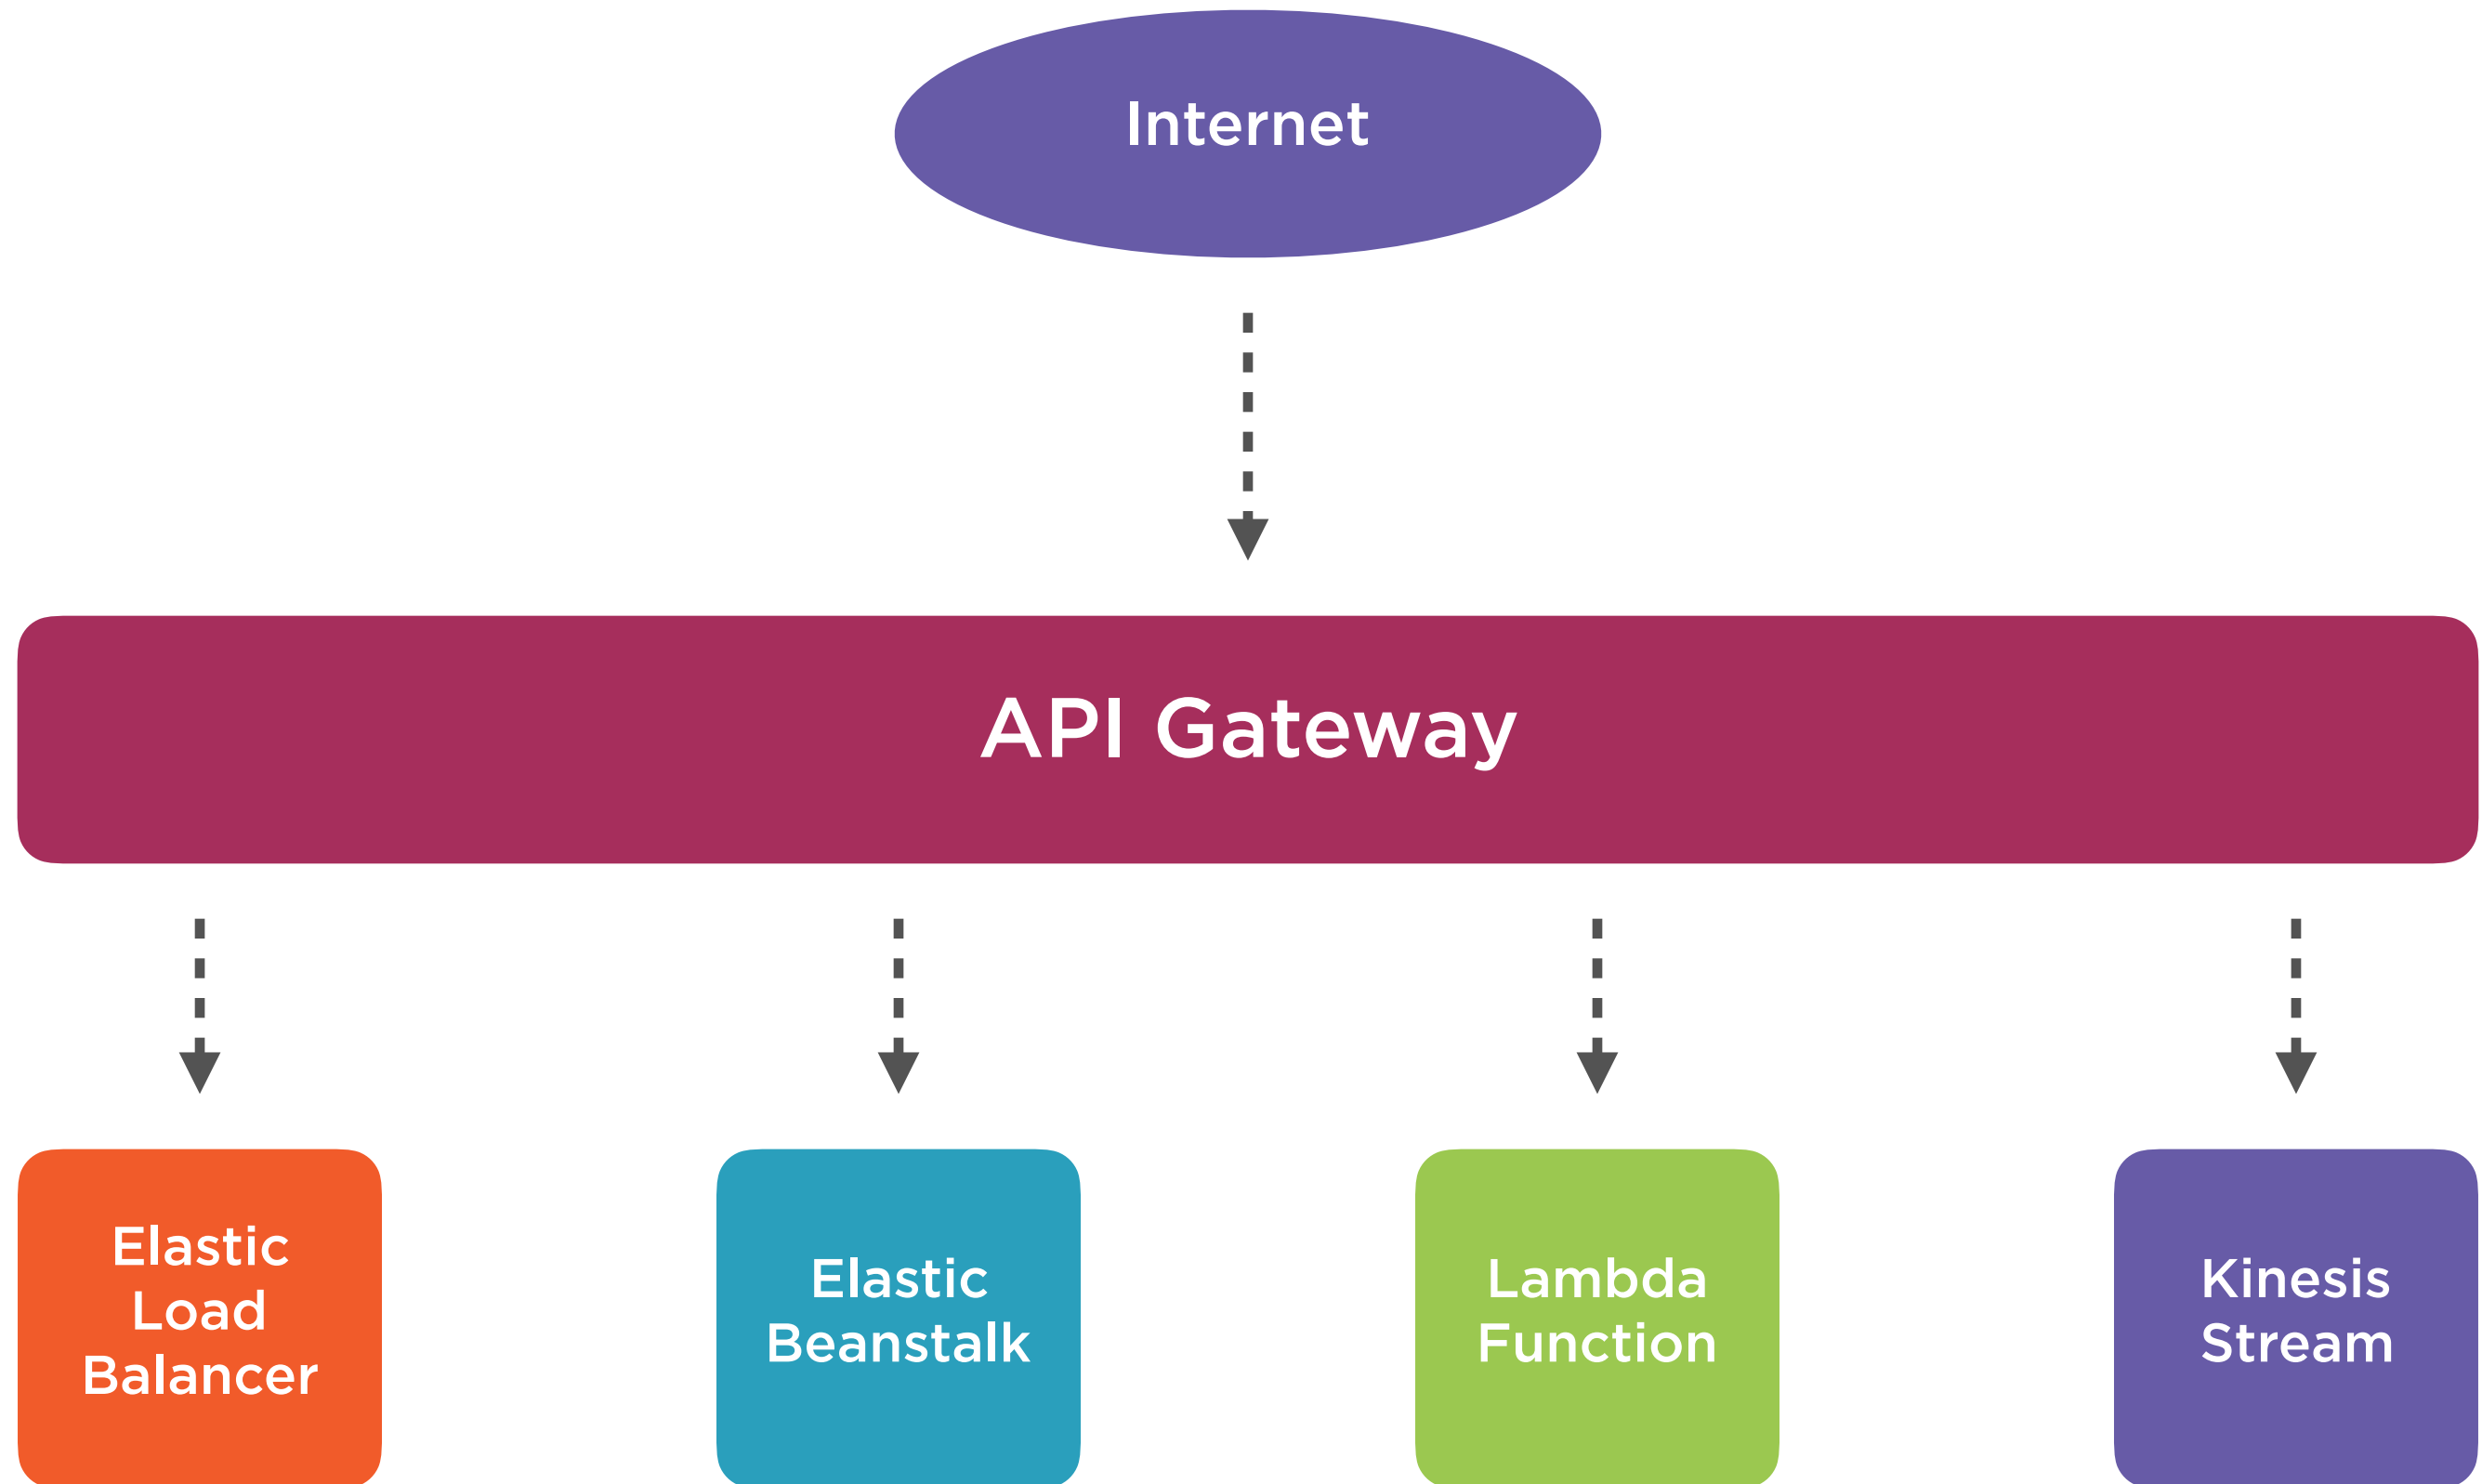 Internet
API Gateway
Elastic
Load
Balancer
Elastic
Beanstalk
Lambda
Function
Kinesis
Stream